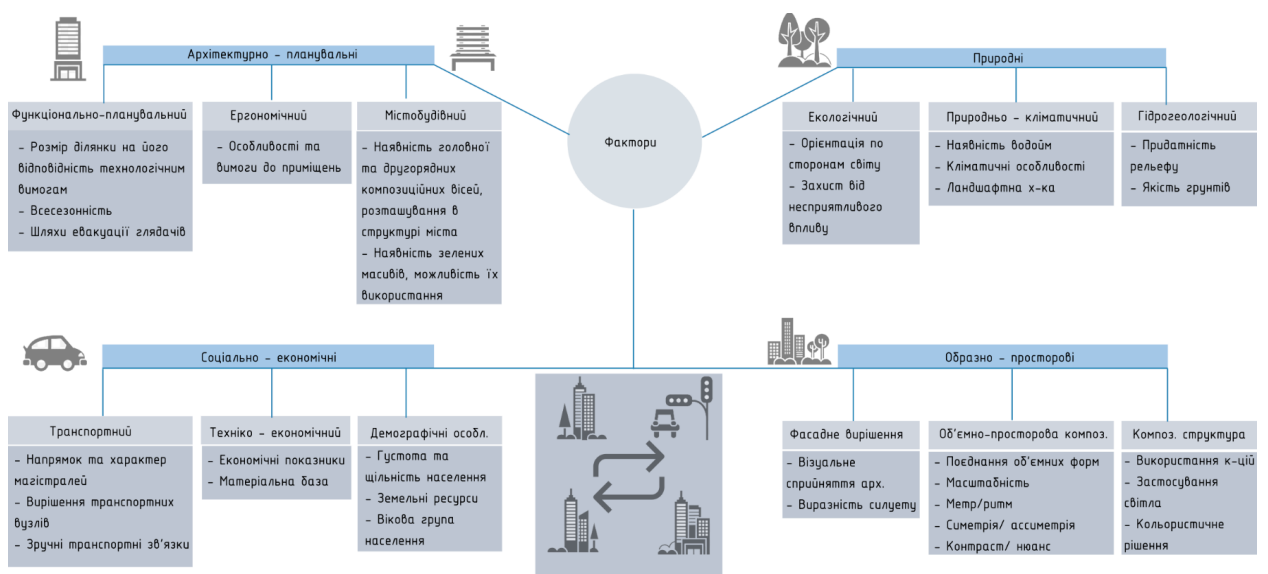 Архітектурно – планувальні
Функціонально-планувальний
– Розмір ділянки на його
відповідність технологічним
вимогам
– Всесезонність
– Шляхи евакуації глядачів
Ергономічний
– Особливості та
вимоги до приміщень
Містобудівний
– Наявність головної
та другорядних
композиційних вісей,
розташування в
структурі міста
– Наявність зелених
масивів, можливість їх
використання
Фактори
Природні
Екологічний
– Орієнтація по
сторонам світу
– Захист від
несприятливого
впливу
Природньо – кліматичний
– Наявність водойм
– Кліматичні особливості
– Ландшафтна х-ка
Гідрогеологічний
– Придатність
рельефу
– Якість грунтів
Соціально – економічні
Транспортний
– Напрямок та характер
магістралей
– Вирішення транспортних
вузлів
– Зручні транспортні зв'язки
Техніко – економічний
– Економічні показники
– Матеріальна база
Демографічні особл.
– Густота та
щільність населення
– Земельні ресурси
– Вікова група
населення
Образно – просторові
Фасадне вирішення
– Візуальне
сприйняття арх.
– Виразність силуету
Об'ємно-просторова композ.
– Поєднання об'ємних форм
– Масштабність
– Метр/ритм
– Симетрія/ ассиметрія
– Контраст/ нюанс
Композ. структура
– Використання к-цій
– Застосування
світла
– Кольористичне
рішення